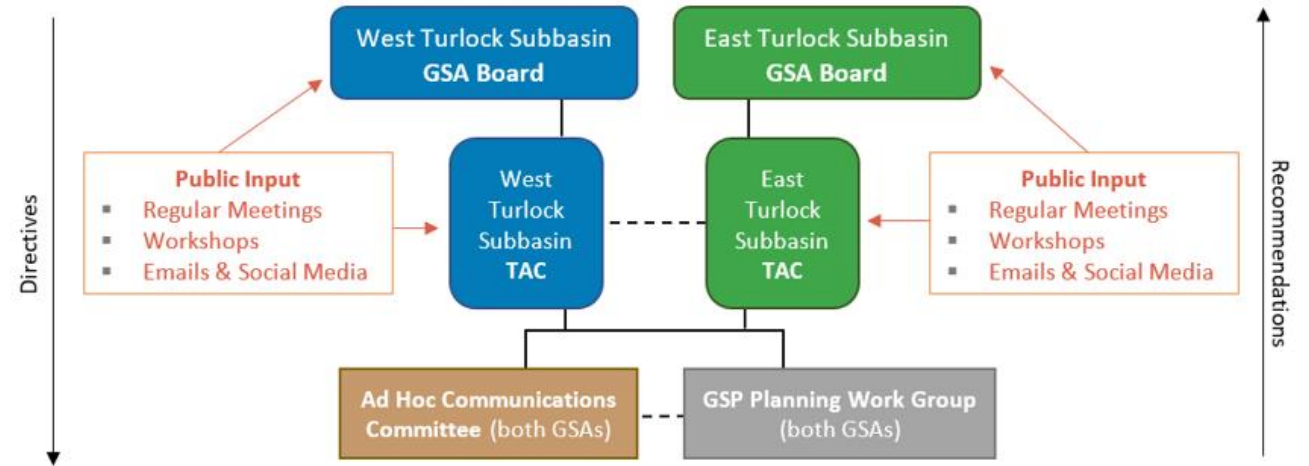 West Turlock Subbasin
GSA Board
East Turlock Subbasin
GSA Board
Directives
Public Input
▪ Regular Meetings
▪ Workshops
▪ Emails & Social Media
West
Turlock
Subbasin
TAC
East
Turlock
Subbasin
TAC
Public Input
▪ Regular Meetings
▪ Workshops
▪ Emails & Social Media
Recommendations
Ad Hoc Communications
Committee (both GSAs)
GSP Planning Work Group
(both GSAs)